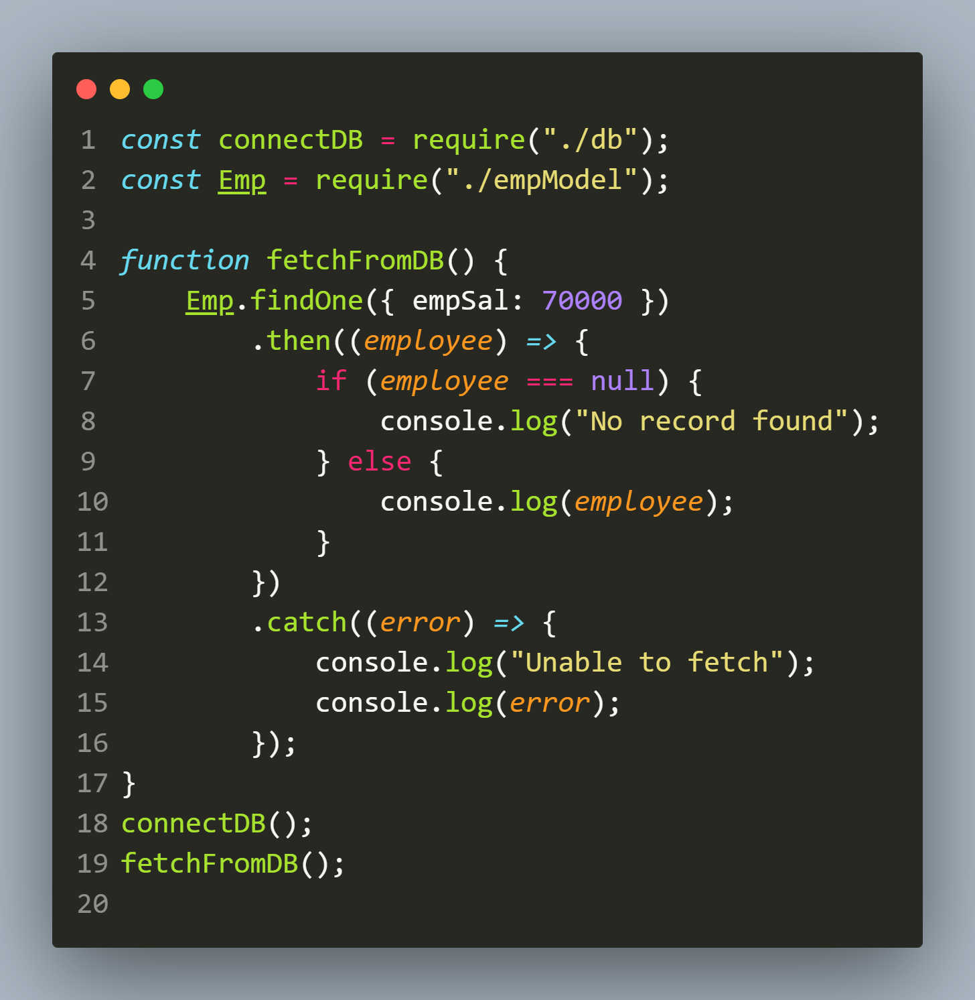 1 const connectDB = require("./db");
2 const Emp = require("./empModel");
3
4 function fetchFromDB() {
5     Emp.findOne({ empSal: 70000 })
6         .then((employee) => {
7             if (employee === null) {
8                 console.log("No record found");
9             } else {
10                 console.log(employee);
11             }
12         })
13         .catch((error) => {
14             console.log("Unable to fetch");
15             console.log(error);
16         });
17 }
18 connectDB();
19 fetchFromDB();
20